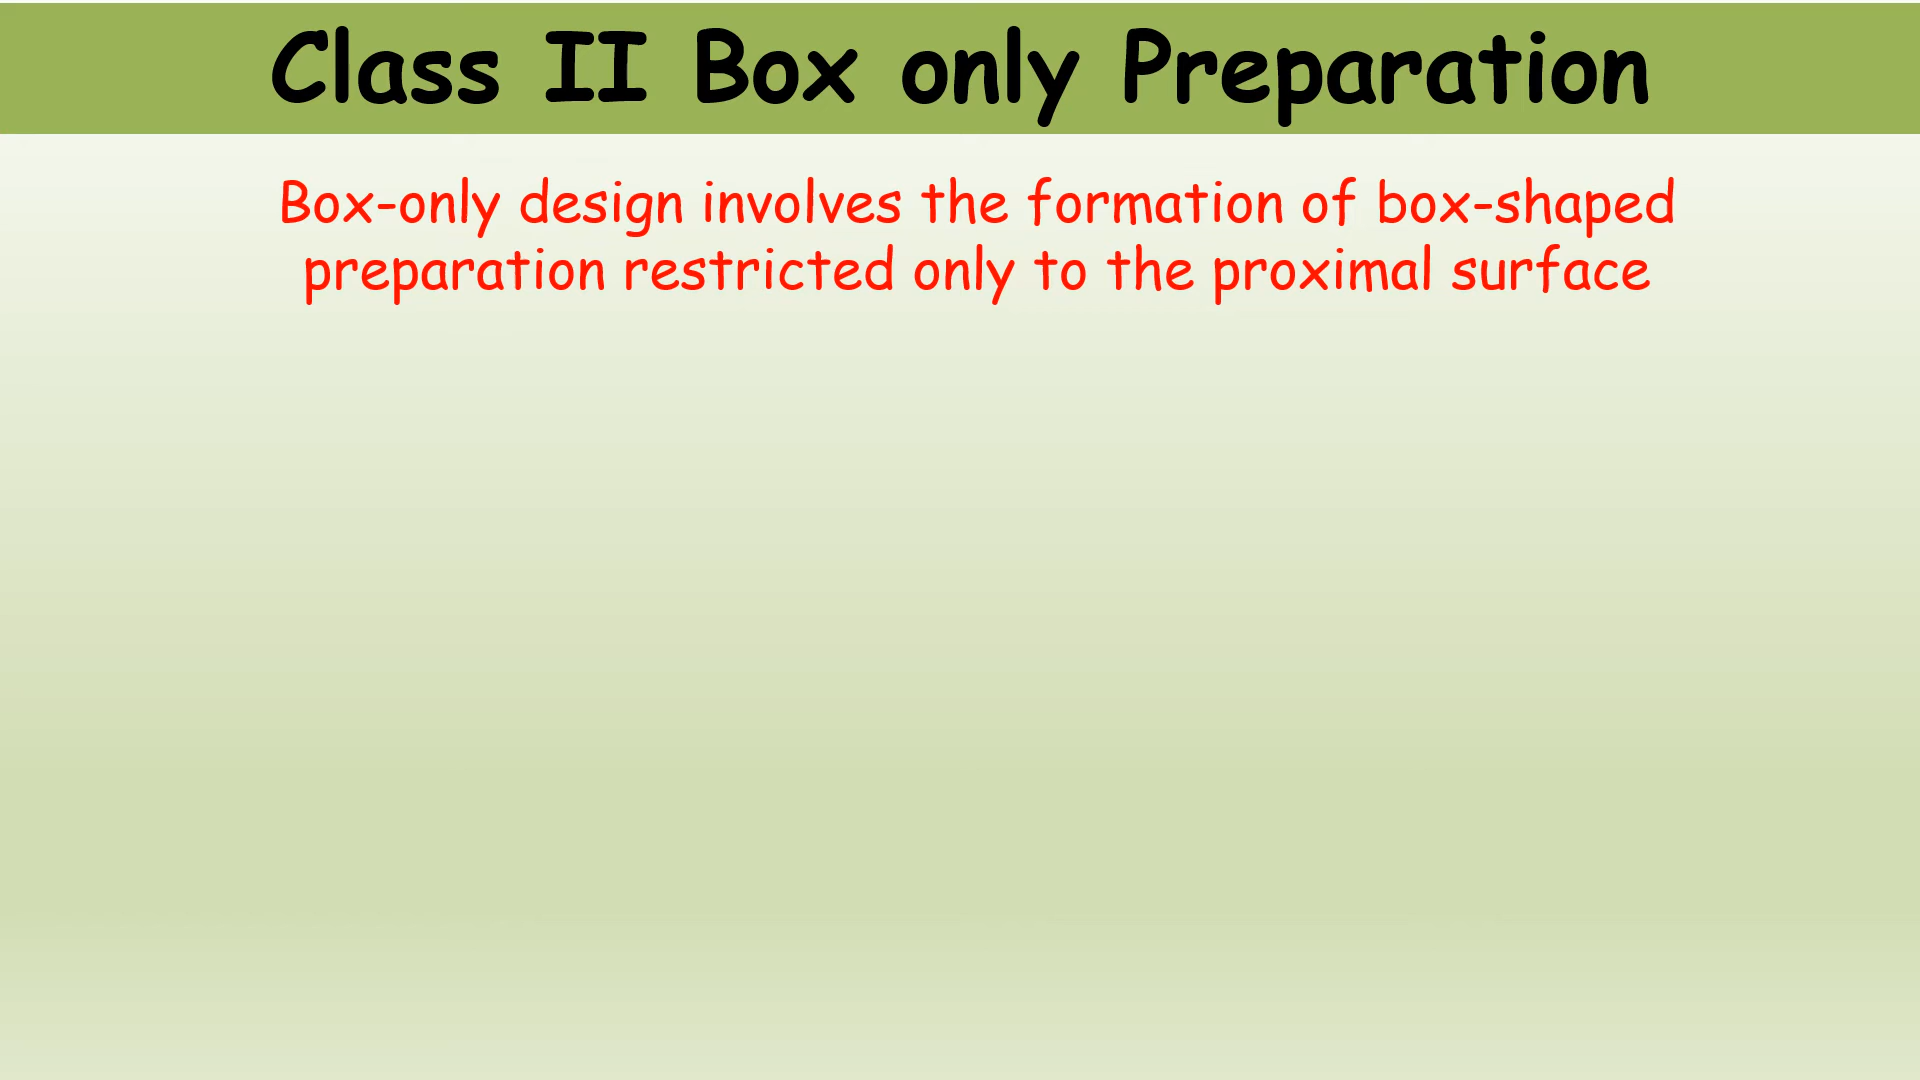 Class II Box only Preparation
Box-only design involves the formation of box-shaped
preparation restricted only to the proximal surface